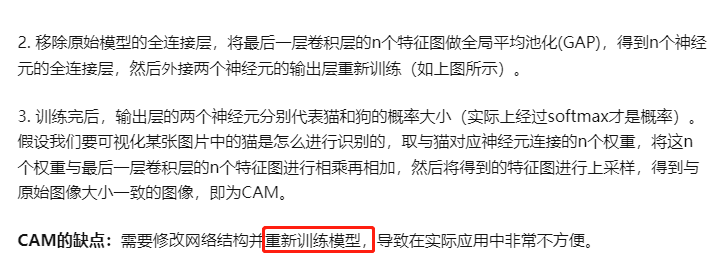 2. 移除原始模型的全连接层，将最后一层卷积层的n个特征图做全局平均池化(GAP)，得到n个神经
元的全连接层，然后外接两个神经元的输出层重新训练（如上图所示）。
3. 训练完后，输出层的两个神经元分别代表猫和狗的概率大小（实际上经过softmax才是概率）。
假设我们要可视化某张图片中的猫是怎么进行识别的，取与猫对应神经元连接的n个权重，将这n
个权重与最后一层卷积层的n个特征图进行相乘再相加，然后将得到的特征图进行上采样，得到与
原始图像大小一致的图像，即为CAM。
CAM的缺点：需要修改网络结构并重新训练模型，导致在实际应用中非常不方便。